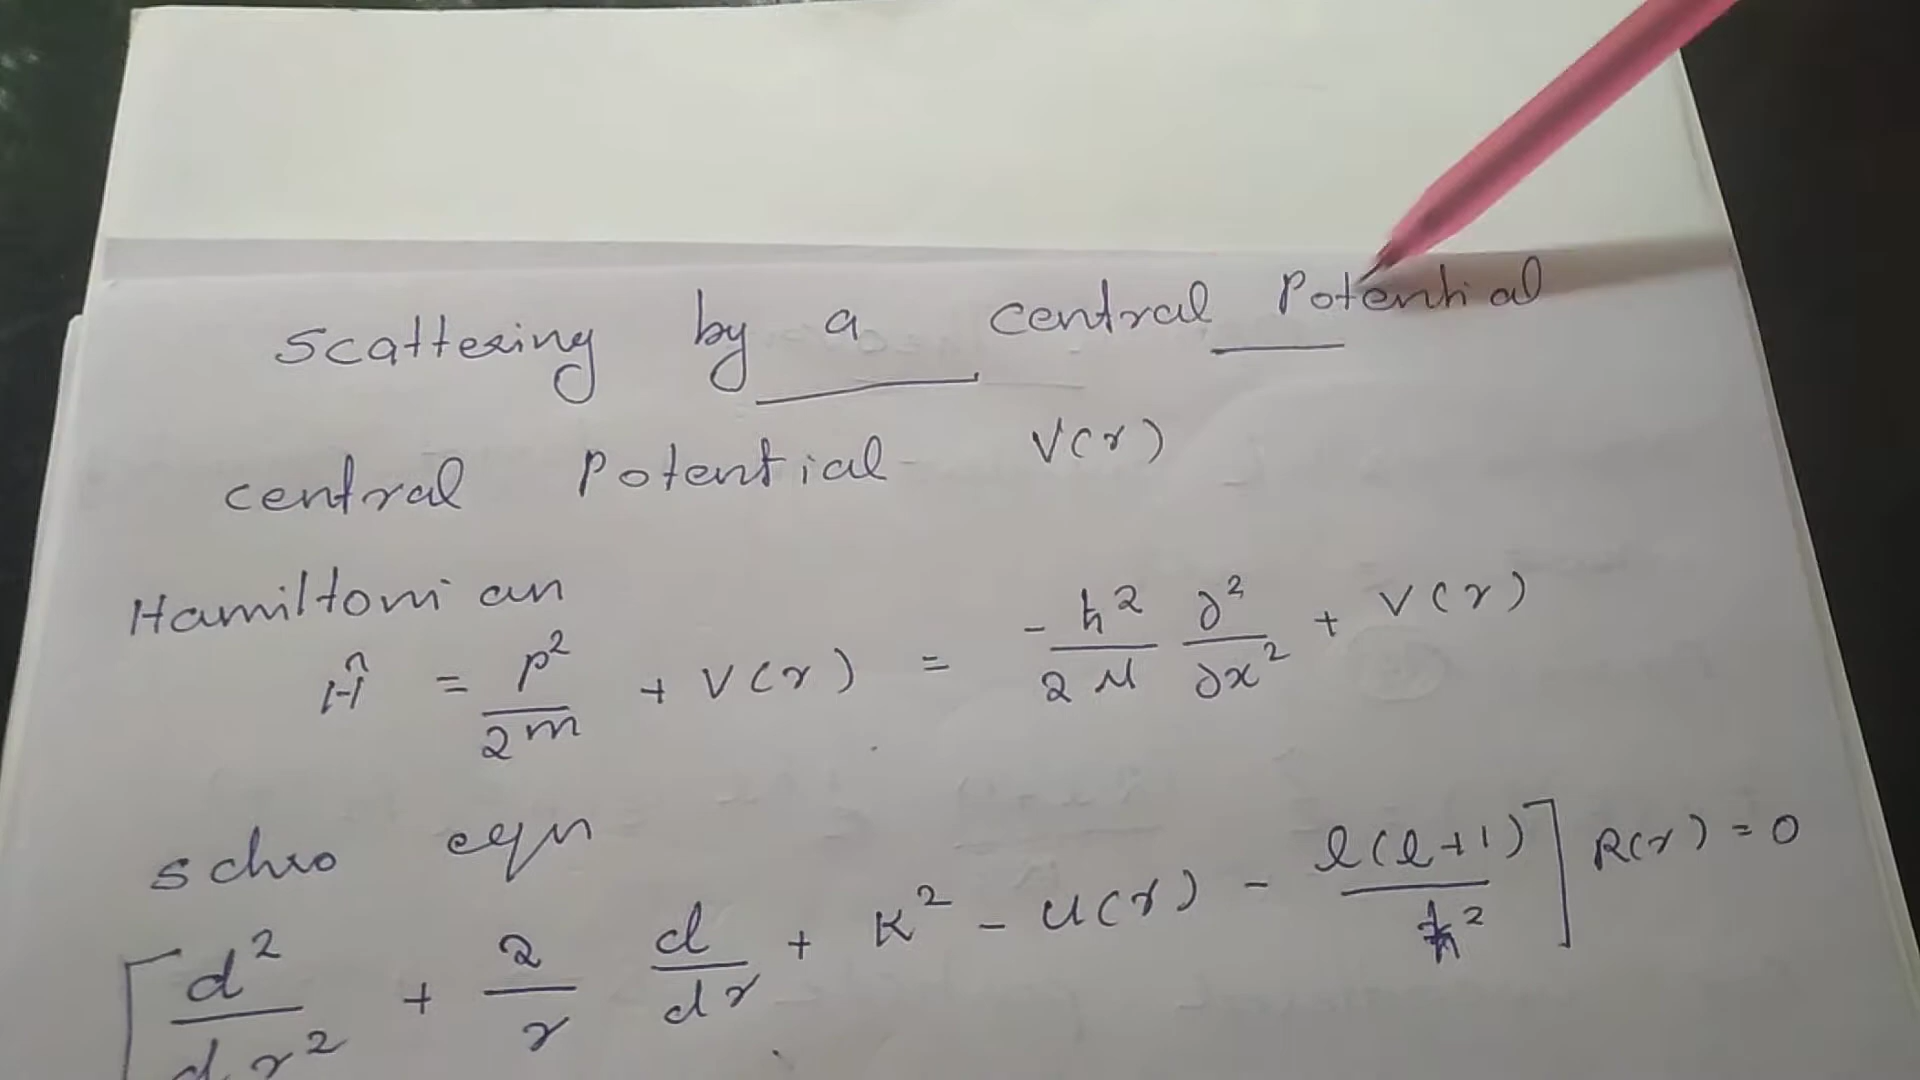 Scattering by a central Potential
central Potential V(r)
Hamiltonian
Ĥ = p²/2m + V(r) = -ħ²/2μ ∂²/∂x² + V(r)
schro eqn
[d²/dr² + 2/r d/dr + K² - U(r) - l(l+1)/ħ²] R(r) = 0